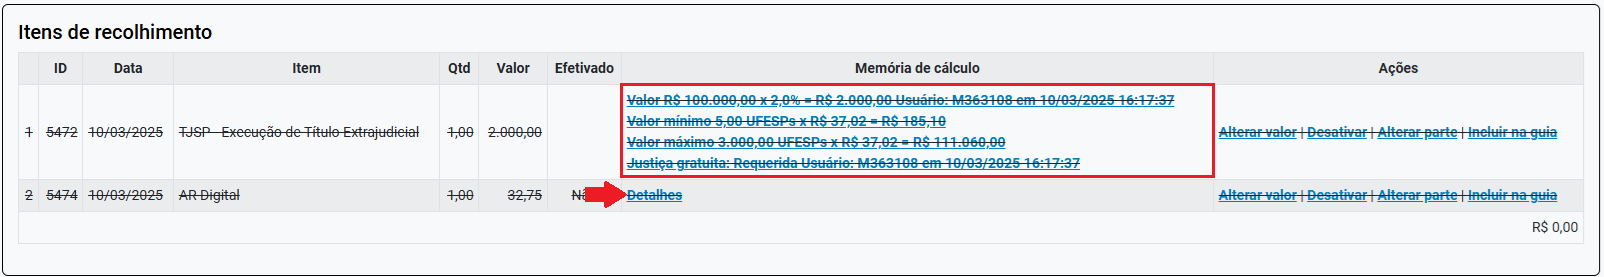 Itens de recolhimento
ID Data Item Qtd Valor Efetivado Memória de cálculo Ações
1 5472 10/03/2025 TJSP - Execução de Título Extrajudicial 1,00 2.000,00 Valor R$ 100.000,00 x 2,0% = R$ 2.000,00 Usuário: M363108 em 10/03/2025 16:17:37
Valor mínimo 5,00 UFESPs x R$ 37,02 = R$ 185,10
Valor máximo 3.000,00 UFESPs x R$ 37,02 = R$ 111.060,00
Justiça gratuita: Requerida Usuário: M363108 em 10/03/2025 16:17:37
Alterar valor | Desativar | Alterar parte | Incluir na guia
2 5474 10/03/2025 AR Digital 1,00 32,75 Detalhes Alterar valor | Desativar | Alterar parte | Incluir na guia
R$ 0,00